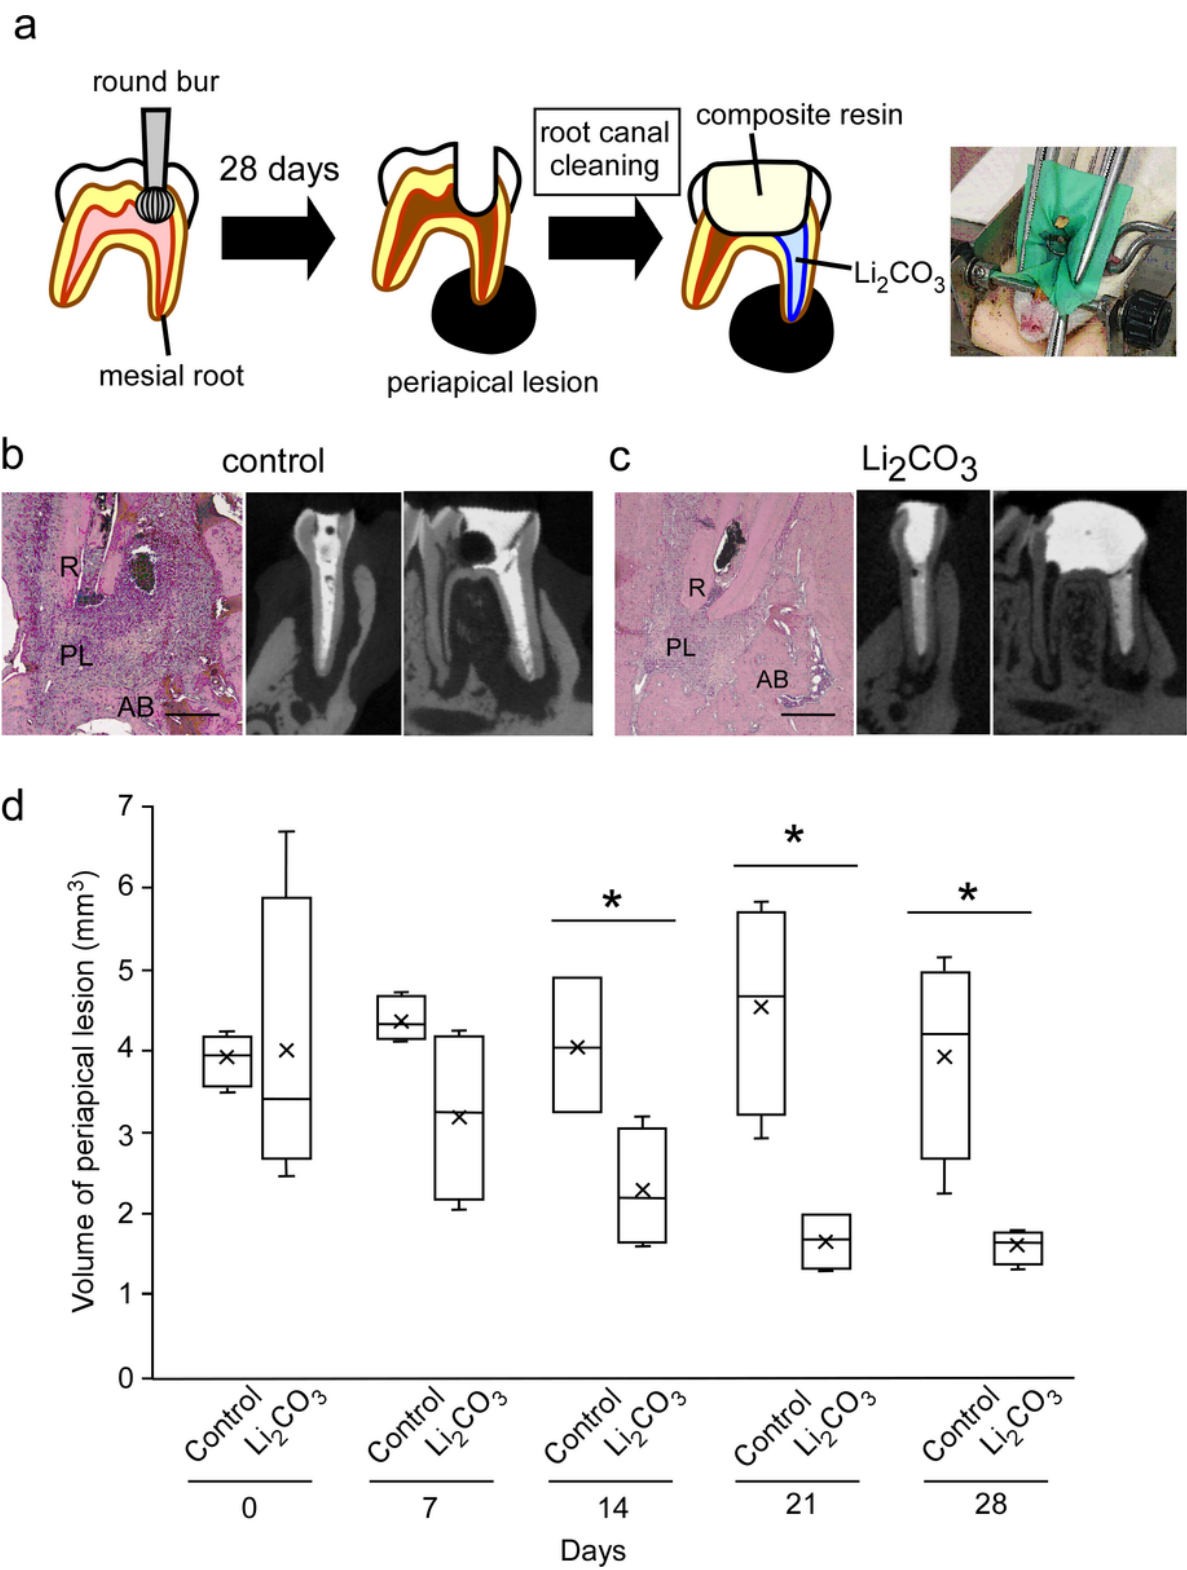 a
round bur
28 days
mesial root
periapical lesion
root canal
cleaning
composite resin
Li₂CO₃
b
control
R
PL
AB
c
Li₂CO₃
R
PL
AB
d
Volume of periapical lesion (mm³)
7
6
5
4
3
2
1
0
*
*
*
Control
Li₂CO₃
Control
Li₂CO₃
Control
Li₂CO₃
Control
Li₂CO₃
Control
Li₂CO₃
0
7
14
21
28
Days